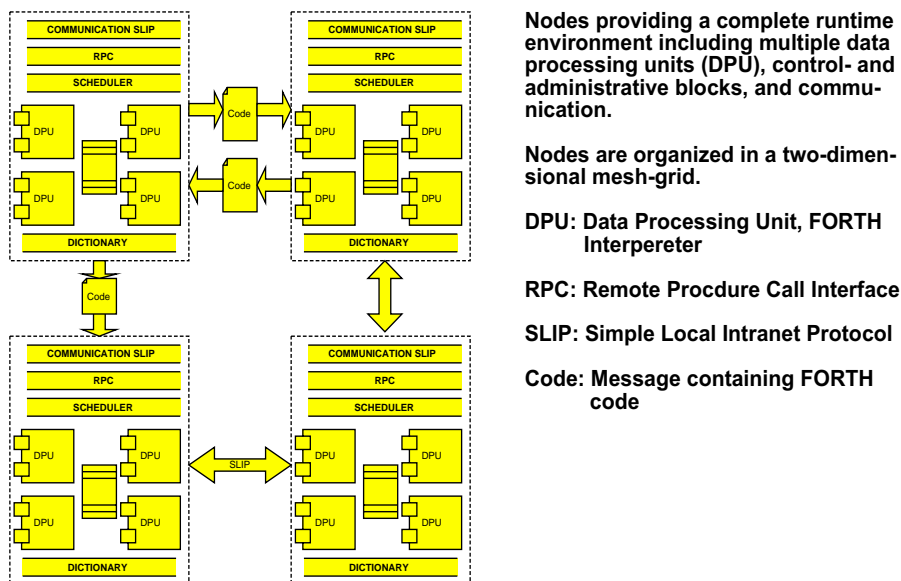 COMMUNICATION SLIP
RPC
SCHEDULER
DPU
DPU
DPU
DPU
DICTIONARY
Code
Code
COMMUNICATION SLIP
RPC
SCHEDULER
DPU
DPU
DPU
DPU
DICTIONARY
Code
COMMUNICATION SLIP
RPC
SCHEDULER
DPU
DPU
DPU
DPU
DICTIONARY
SLIP
COMMUNICATION SLIP
RPC
SCHEDULER
DPU
DPU
DPU
DPU
DICTIONARY
Nodes providing a complete runtime
environment including multiple data
processing units (DPU), control- and
administrative blocks, and commu-
nication.
Nodes are organized in a two-dimen-
sional mesh-grid.
DPU: Data Processing Unit, FORTH
Interpereter
RPC: Remote Procdure Call Interface
SLIP: Simple Local Intranet Protocol
Code: Message containing FORTH
code